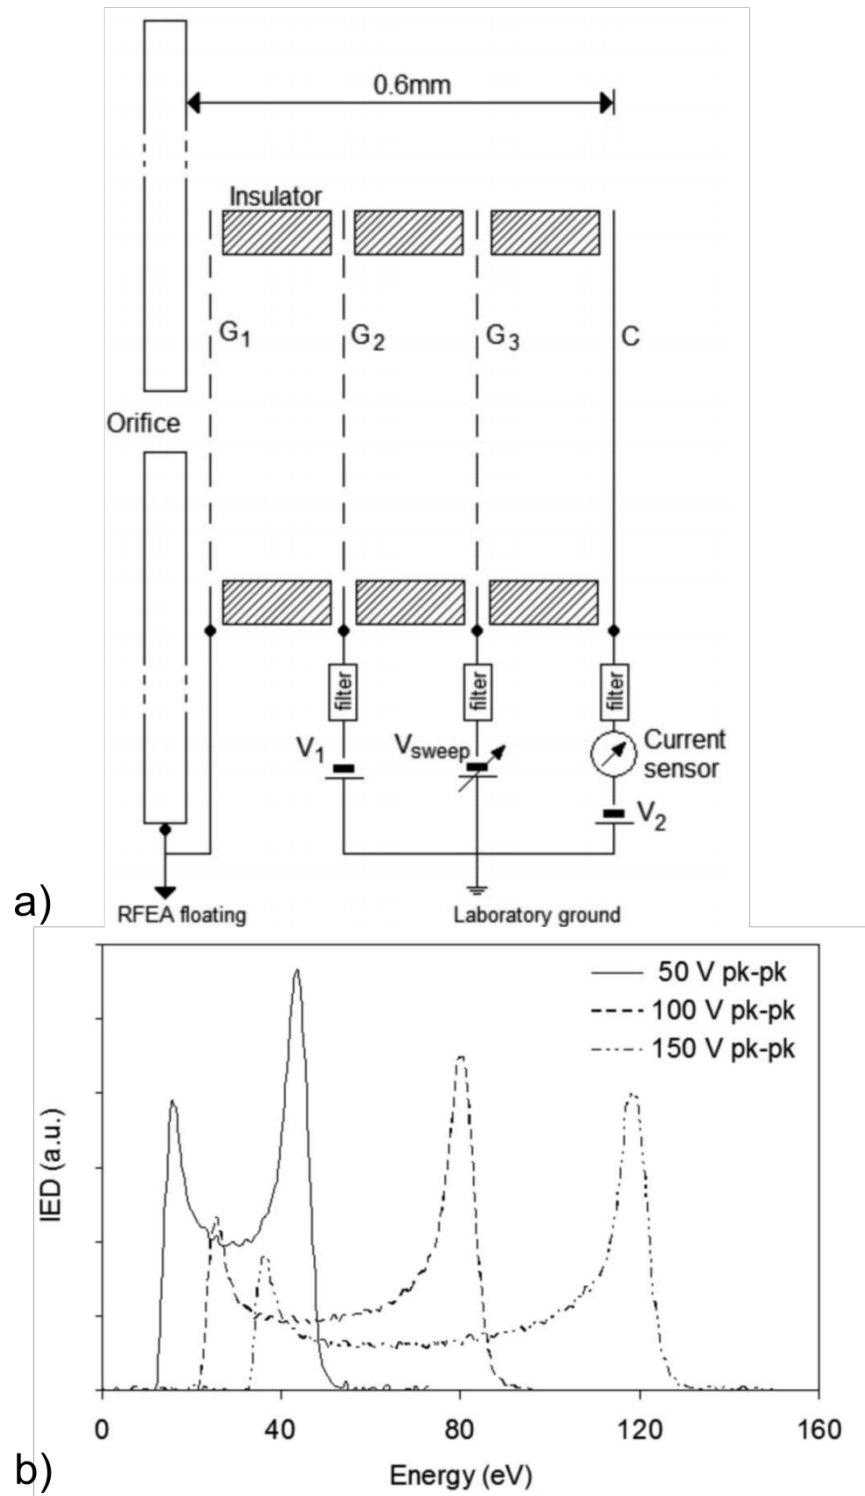 0.6mm
Insulator
G1
G2
G3
C
Orifice
filter
filter
filter
V1
Vsweep
Current
sensor
V2
a)
RFEA floating
Laboratory ground
50 V pk-pk
100 V pk-pk
150 V pk-pk
IED (a.u.)
0
40
80
120
160
Energy (eV)
b)